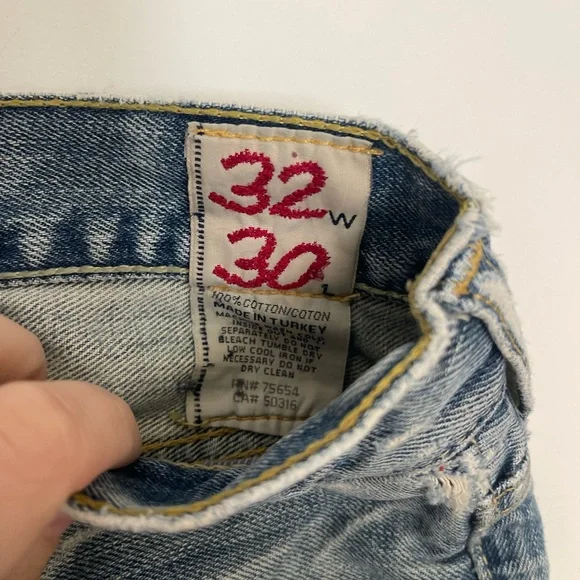 32 W
30 L
100% COTTON/COTON
MADE IN TURKEY
SEPARATELY DO NOT
BLEACH TUMBLE DRY
LOW COOL IRON IF
NECESSARY DO NOT
DRY CLEAN
RN# 75654
CA# 50316